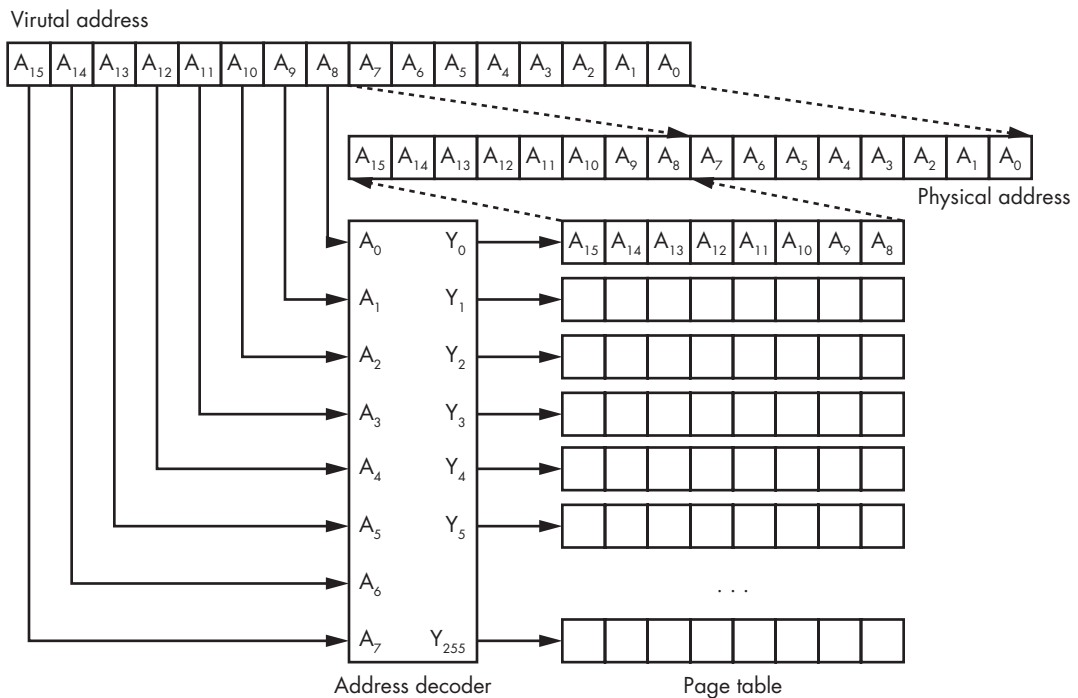 Virutal address
A15 A14 A13 A12 A11 A10 A9 A8 A7 A6 A5 A4 A3 A2 A1 A0
A15 A14 A13 A12 A11 A10 A9 A8 A7 A6 A5 A4 A3 A2 A1 A0
Physical address
A0 Y0 A15 A14 A13 A12 A11 A10 A9 A8
A1 Y1
A2 Y2
A3 Y3
A4 Y4
A5 Y5
A6 . . .
A7 Y255
Address decoder Page table